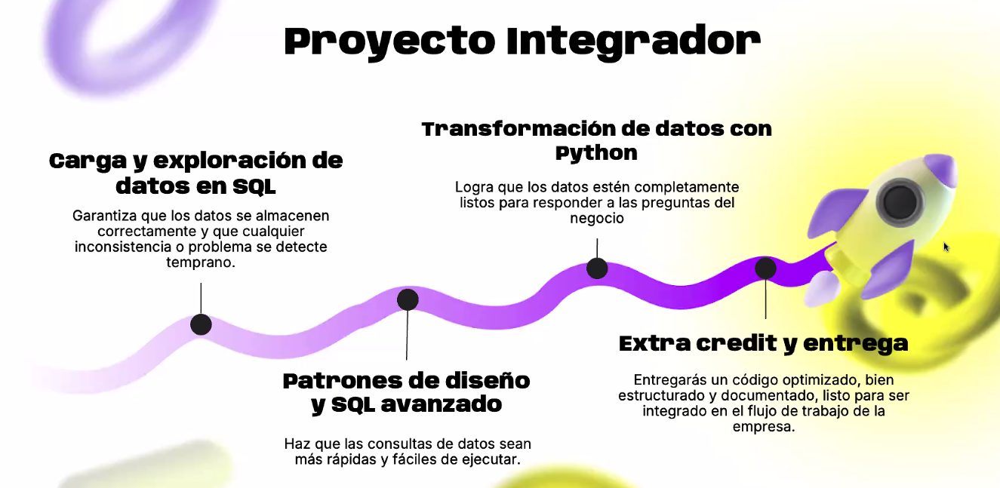 Proyecto Integrador
Carga y exploración de
datos en SQL
Garantiza que los datos se almacenen
correctamente y que cualquier
inconsistencia o problema se detecte
temprano.
Patrones de diseño
y SQL avanzado
Haz que las consultas de datos sean
más rápidas y fáciles de ejecutar.
Transformación de datos con
Python
Logra que los datos estén completamente
listos para responder a las preguntas del
negocio
Extra credit y entrega
Entregarás un código optimizado, bien
estructurado y documentado, listo para ser
integrado en el flujo de trabajo de la
empresa.